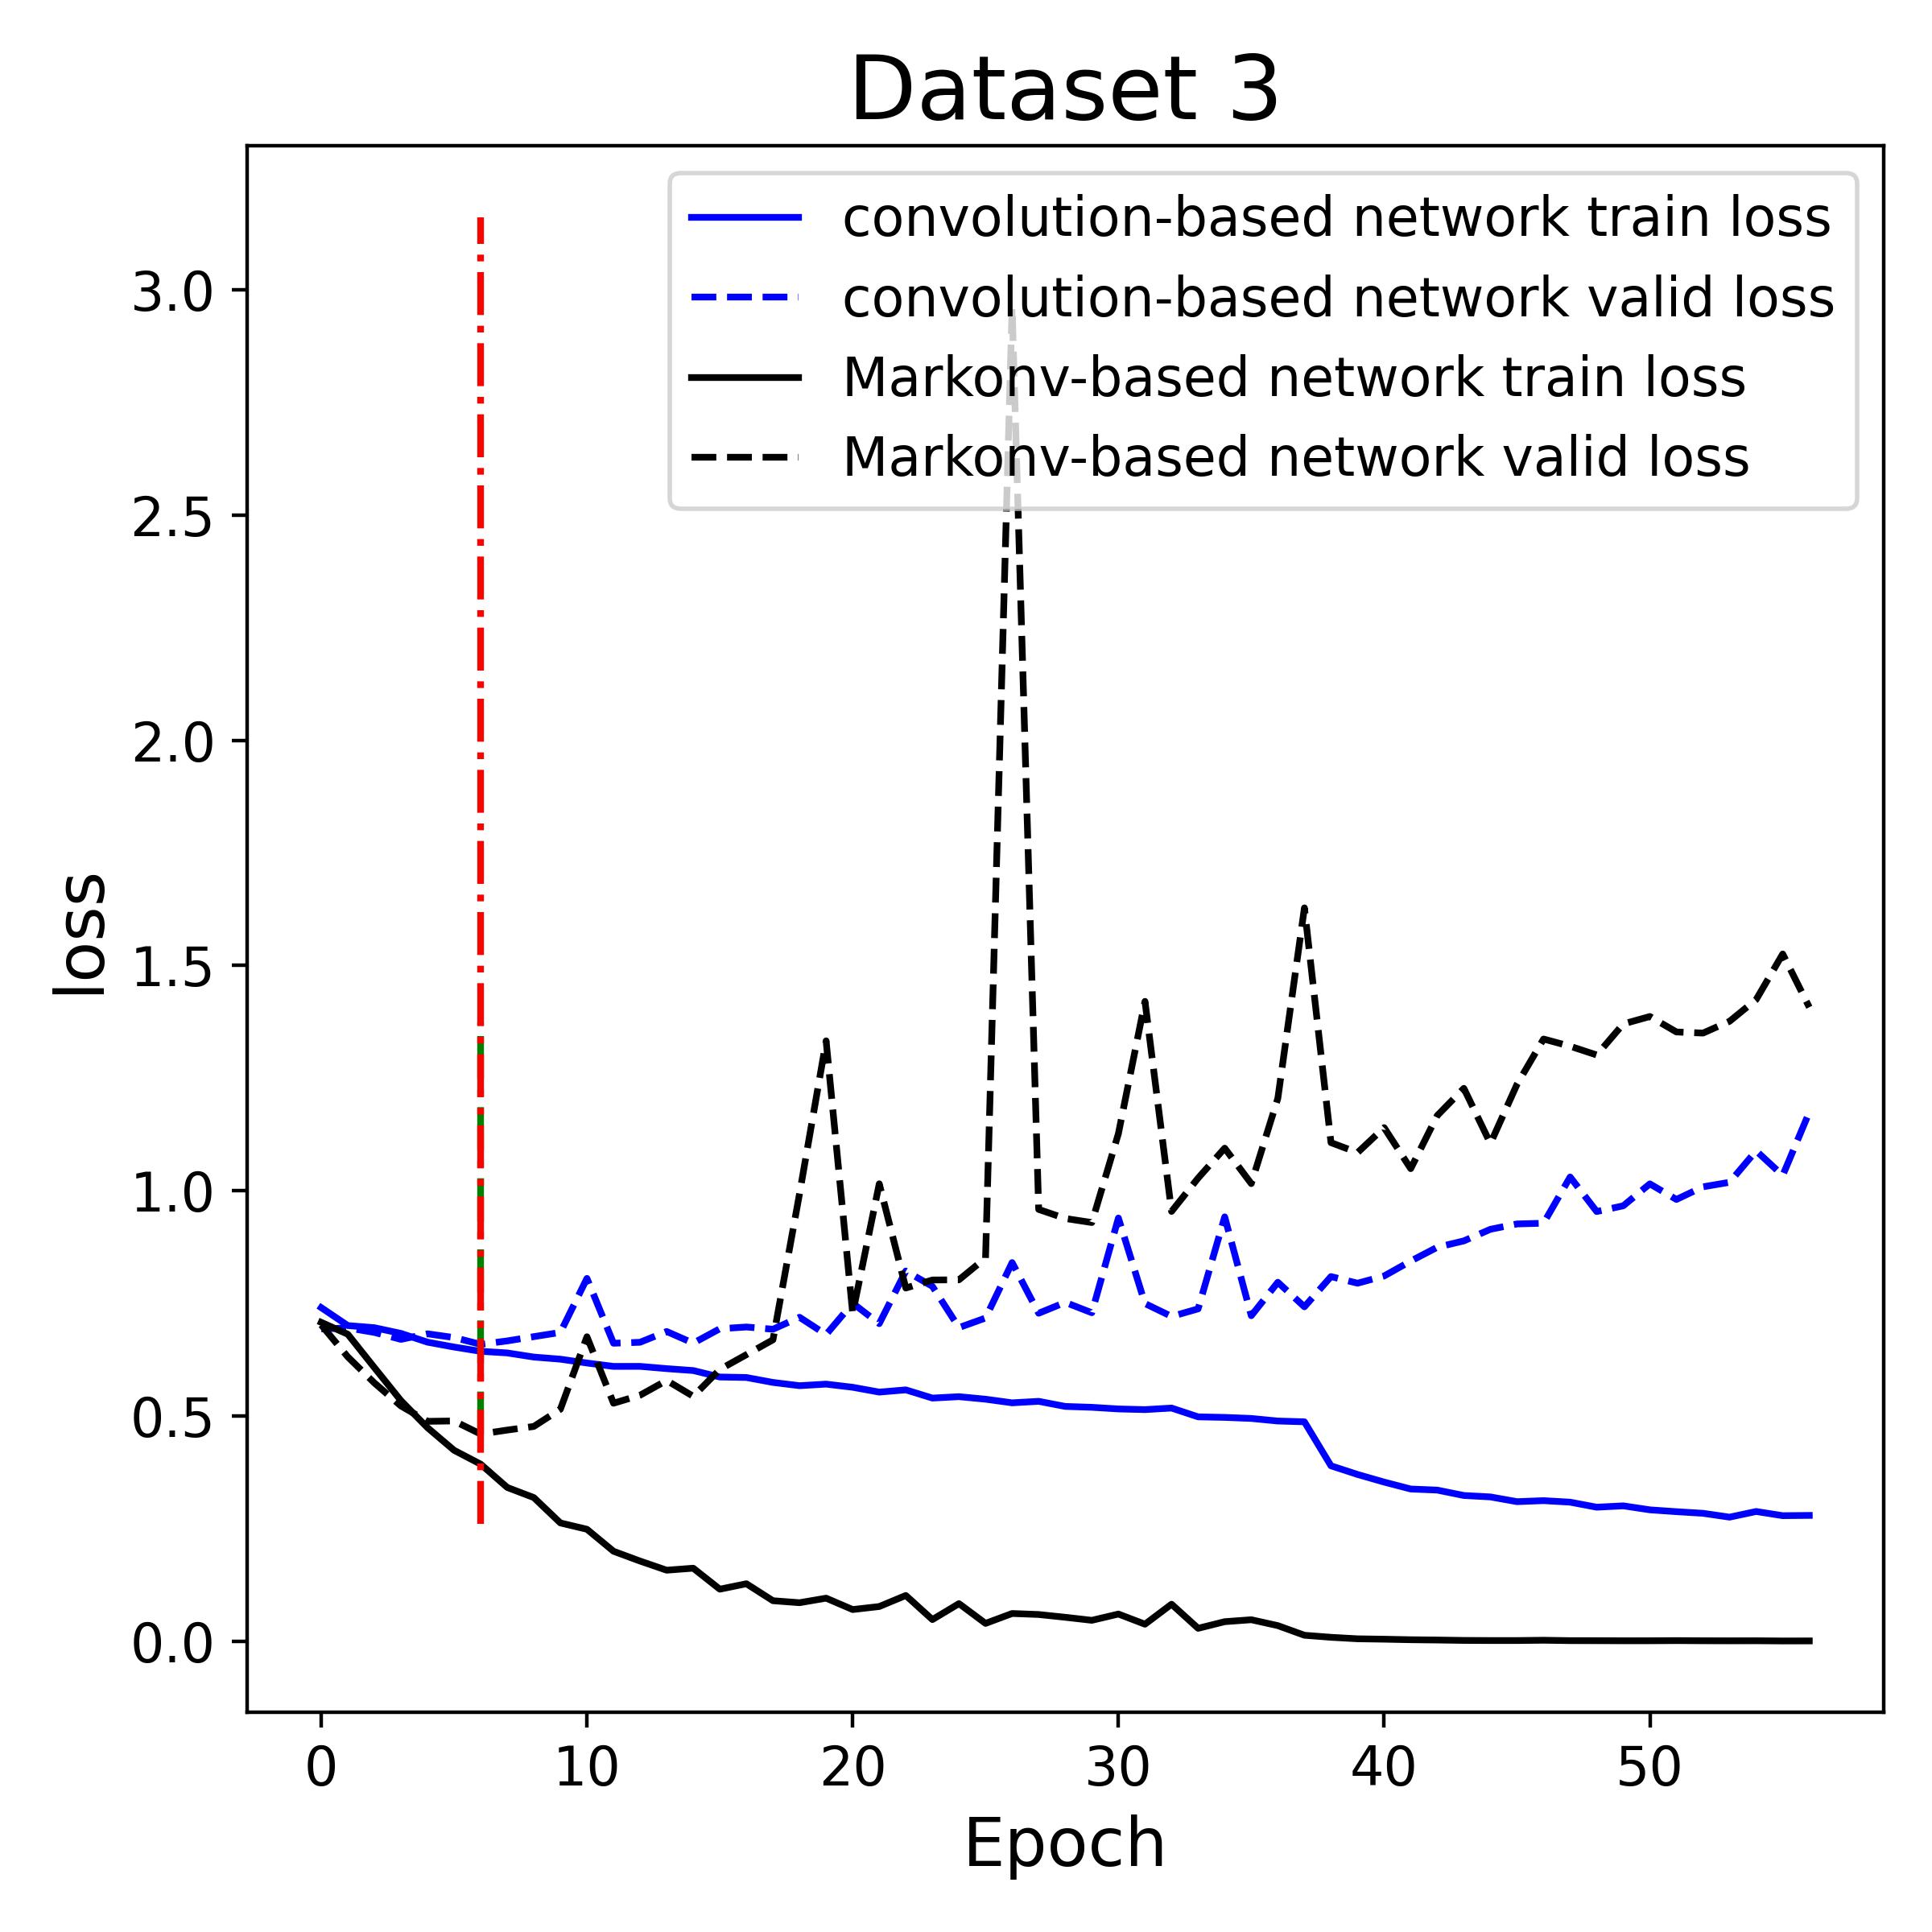 Dataset 3
convolution-based network train loss
convolution-based network valid loss
Markonv-based network train loss
Markonv-based network valid loss
loss
3.0
2.5
2.0
1.5
1.0
0.5
0.0
0 10 20 30 40 50
Epoch